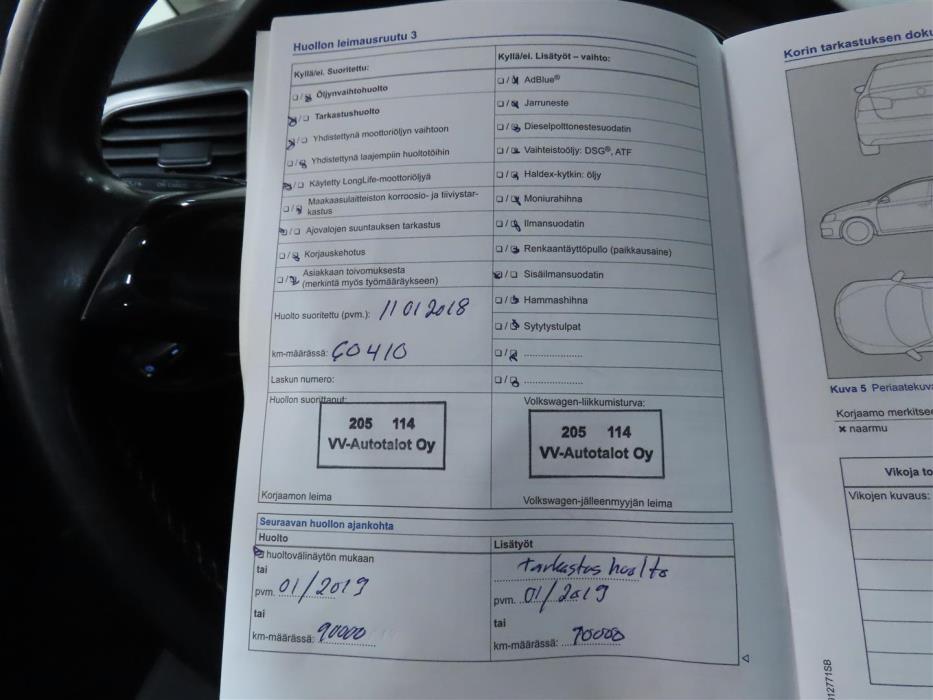 Huollon leimausruutu 3
Kyllä/ei. Suoritettu:
Öljynvaihtohuolto
Tarkastushuolto
Yhdistettynä moottoriöljyn vaihtoon
Yhdistettynä laajempiin huoltotöihin
Käytetty LongLife-moottoriöljyä
Maakaasulaitteiston korroosio- ja tiiviystar-
kastus
Ajovalojen suuntauksen tarkastus
Korjauskehotus
Asiakkaan toivomuksesta
(merkintä myös työmääräykseen)
Huolto suoritettu (pvm.): 11 01 2018
km-määrässä: 60410
Laskun numero:
Huollon suorittanut:
205 114
VV-Autotalot Oy
Korjaamon leima
Kyllä/ei. Lisätyöt – vaihto:
AdBlue®
Jarruneste
Dieselpolttonestesuodatin
Vaihteistoöljy: DSG®, ATF
Haldex-kytkin: öljy
Moniurahihna
Ilmansuodatin
Renkaantäyttöpullo (paikkausaine)
Sisäilmansuodatin
Hammashihna
Sytytystulpat
Volkswagen-liikkumisturva:
205 114
VV-Autotalot Oy
Volkswagen-jälleenmyyjän leima
Seuraavan huollon ajankohta
Huolto
huoltovälinäytön mukaan
tai
pvm. 01/2019
tai
km-määrässä: 90000
Lisätyöt
tarkastus huolto
pvm. 01/2019
tai
km-määrässä: 90000
Korin tarkastuksen
Kuva 5
Korjaamo
× naarmu
Vikoja
Vikojen kuvaus:
12771SB